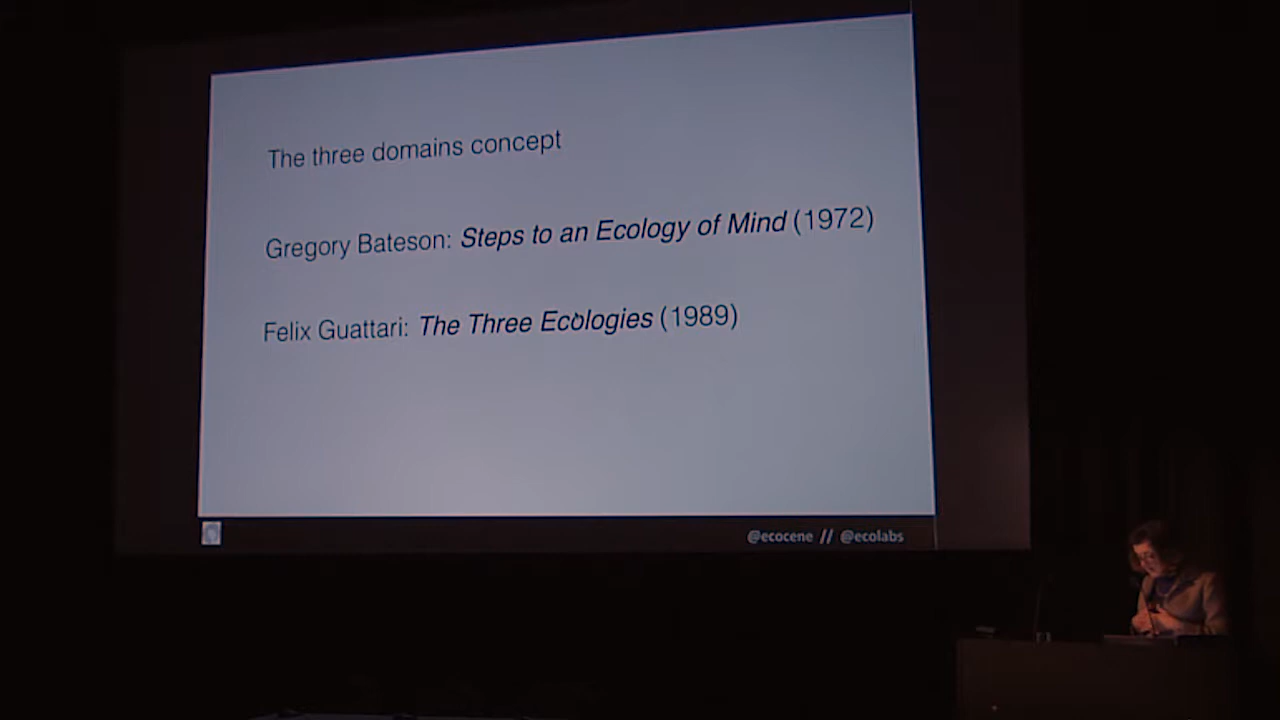 The three domains concept
Gregory Bateson: Steps to an Ecology of Mind (1972)
Felix Guattari: The Three Ecologies (1989)
@ecocene // @ecolabs